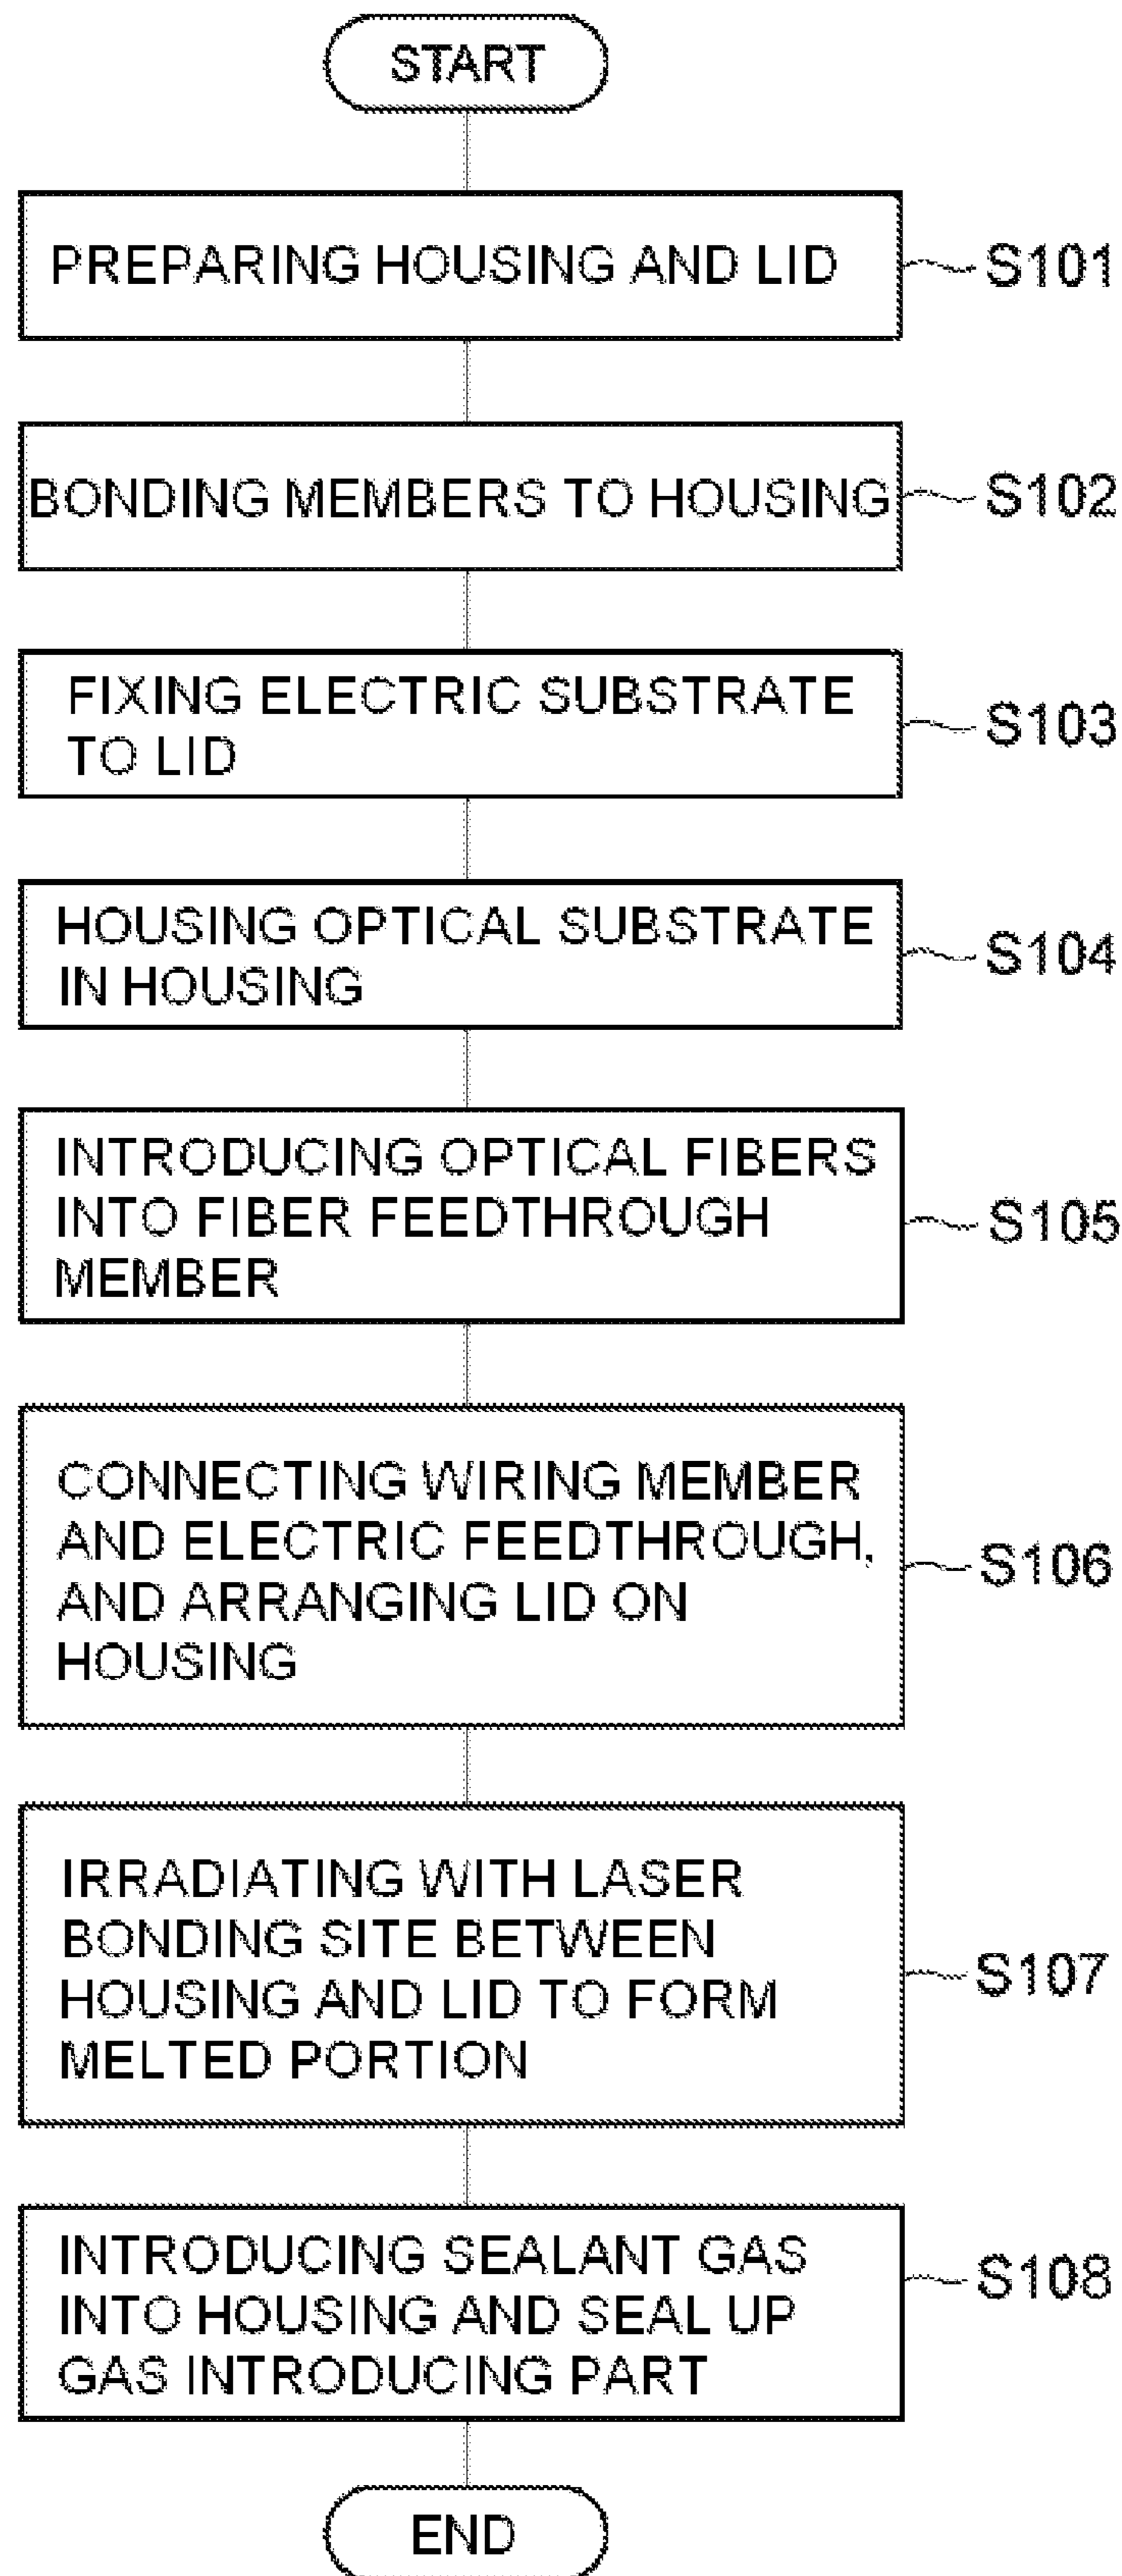 START
PREPARING HOUSING AND LID
S101
BONDING MEMBERS TO HOUSING
S102
FIXING ELECTRIC SUBSTRATE
TO LID
S103
HOUSING OPTICAL SUBSTRATE
IN HOUSING
S104
INTRODUCING OPTICAL FIBERS
INTO FIBER FEEDTHROUGH
MEMBER
S105
CONNECTING WIRING MEMBER
AND ELECTRIC FEEDTHROUGH,
AND ARRANGING LID ON
HOUSING
S106
IRRADIATING WITH LASER
BONDING SITE BETWEEN
HOUSING AND LID TO FORM
MELTED PORTION
S107
INTRODUCING SEALANT GAS
INTO HOUSING AND SEAL UP
GAS INTRODUCING PART
S108
END